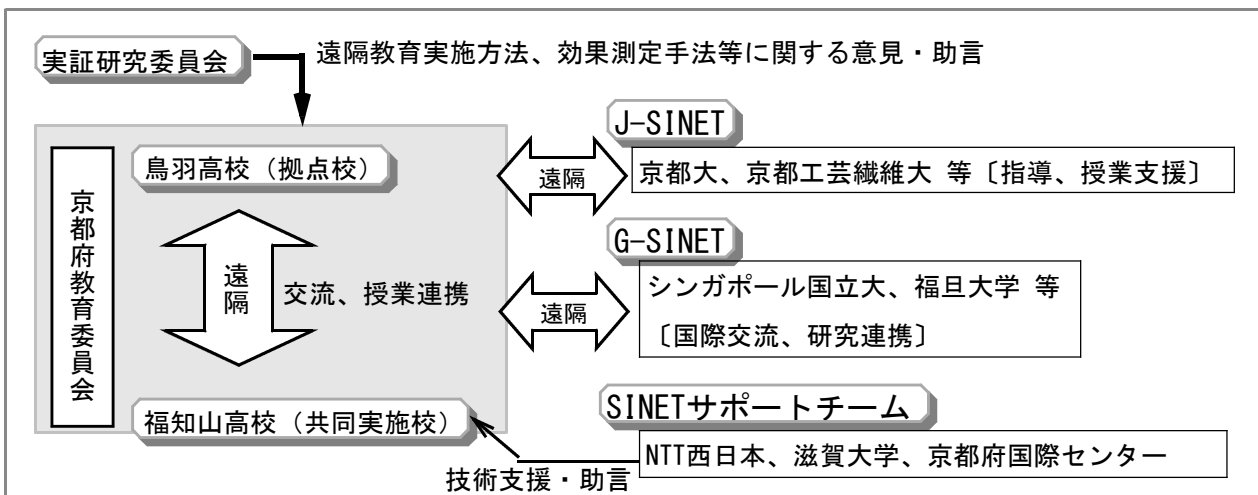 実証研究委員会
遠隔教育実施方法、効果測定手法等に関する意見・助言
京都府教育委員会
鳥羽高校（拠点校）
遠隔
交流、授業連携
福知山高校（共同実施校）
遠隔
J-SINET
京都大、京都工芸繊維大 等〔指導、授業支援〕
遠隔
G-SINET
シンガポール国立大、福旦大学 等
〔国際交流、研究連携〕
SINETサポートチーム
NTT西日本、滋賀大学、京都府国際センター
技術支援・助言